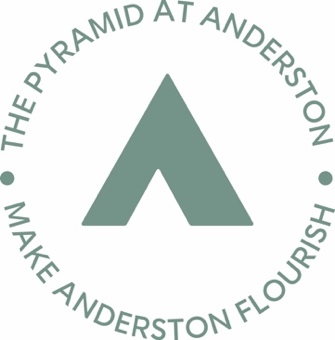 THE PYRAMID AT ANDERSTON
MAKE ANDERSTON FLOURISH